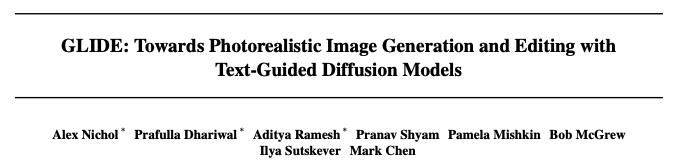 GLIDE: Towards Photorealistic Image Generation and Editing with
Text-Guided Diffusion Models
Alex Nichol * Prafulla Dhariwal * Aditya Ramesh * Pranav Shyam Pamela Mishkin Bob McGrew
Ilya Sutskever Mark Chen